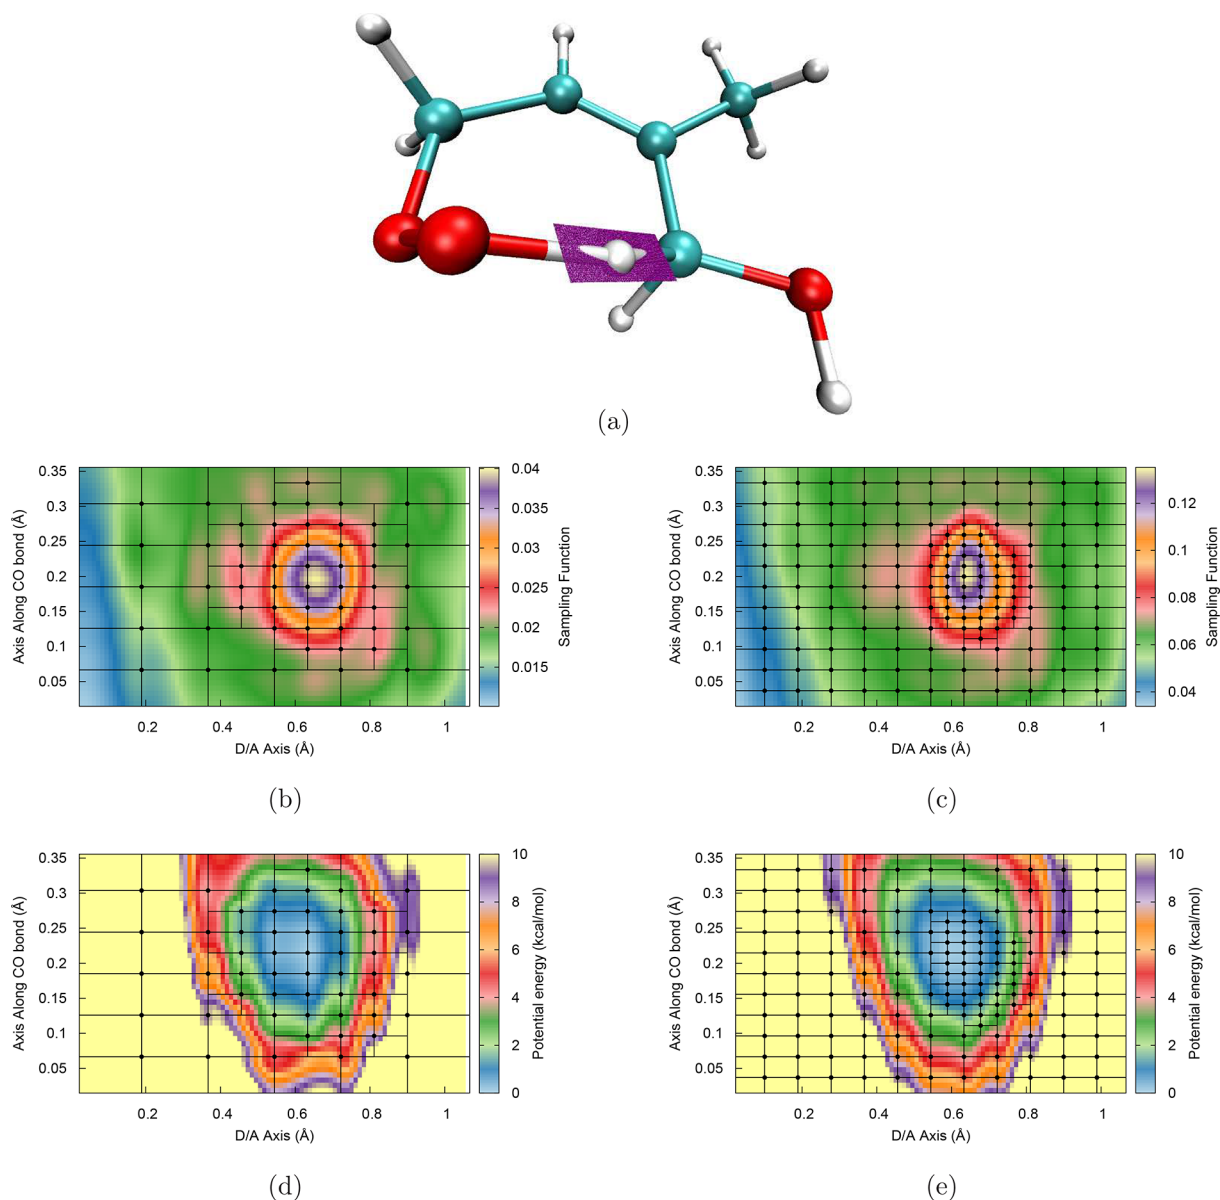 (a)
0.35
0.3
0.25
0.2
0.15
0.1
0.05
Axis Along CO bond (Å)
0.2 0.4 0.6 0.8 1
D/A Axis (Å)
0.04
0.035
0.03
0.025
0.02
0.015
Sampling Function
(b)
0.35
0.3
0.25
0.2
0.15
0.1
0.05
Axis Along CO bond (Å)
0.2 0.4 0.6 0.8 1
D/A Axis (Å)
0.12
0.1
0.08
0.06
0.04
Sampling Function
(c)
0.35
0.3
0.25
0.2
0.15
0.1
0.05
Axis Along CO bond (Å)
0.2 0.4 0.6 0.8 1
D/A Axis (Å)
10
8
6
4
2
0
Potential energy (kcal/mol)
(d)
0.35
0.3
0.25
0.2
0.15
0.1
0.05
Axis Along CO bond (Å)
0.2 0.4 0.6 0.8 1
D/A Axis (Å)
10
8
6
4
2
0
Potential energy (kcal/mol)
(e)